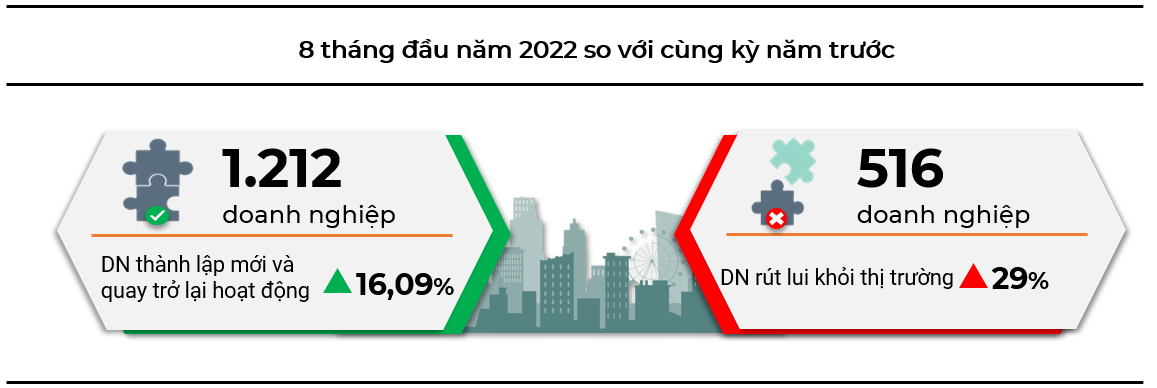 8 tháng đầu năm 2022 so với cùng kỳ năm trước
1.212
doanh nghiệp
DN thành lập mới và
quay trở lại hoạt động
16,09%
516
doanh nghiệp
DN rút lui khỏi thị trường
29%